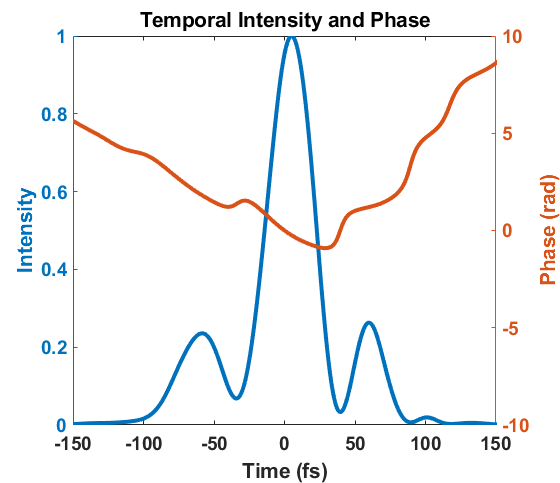 Temporal Intensity and Phase
1
0.8
0.6
0.4
0.2
0
Intensity
10
5
0
-5
-10
Phase (rad)
-150 -100 -50 0 50 100 150
Time (fs)